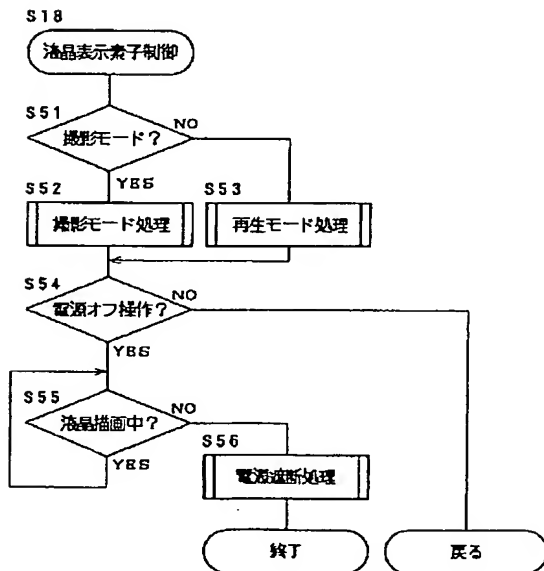 S18
液晶表示素子制御
S51
撮影モード？
NO
YES
S52
撮影モード処理
S53
再生モード処理
S54
電源オフ操作？
NO
YES
S55
液晶描画中？
NO
YES
S56
電源遮断処理
終了
戻る